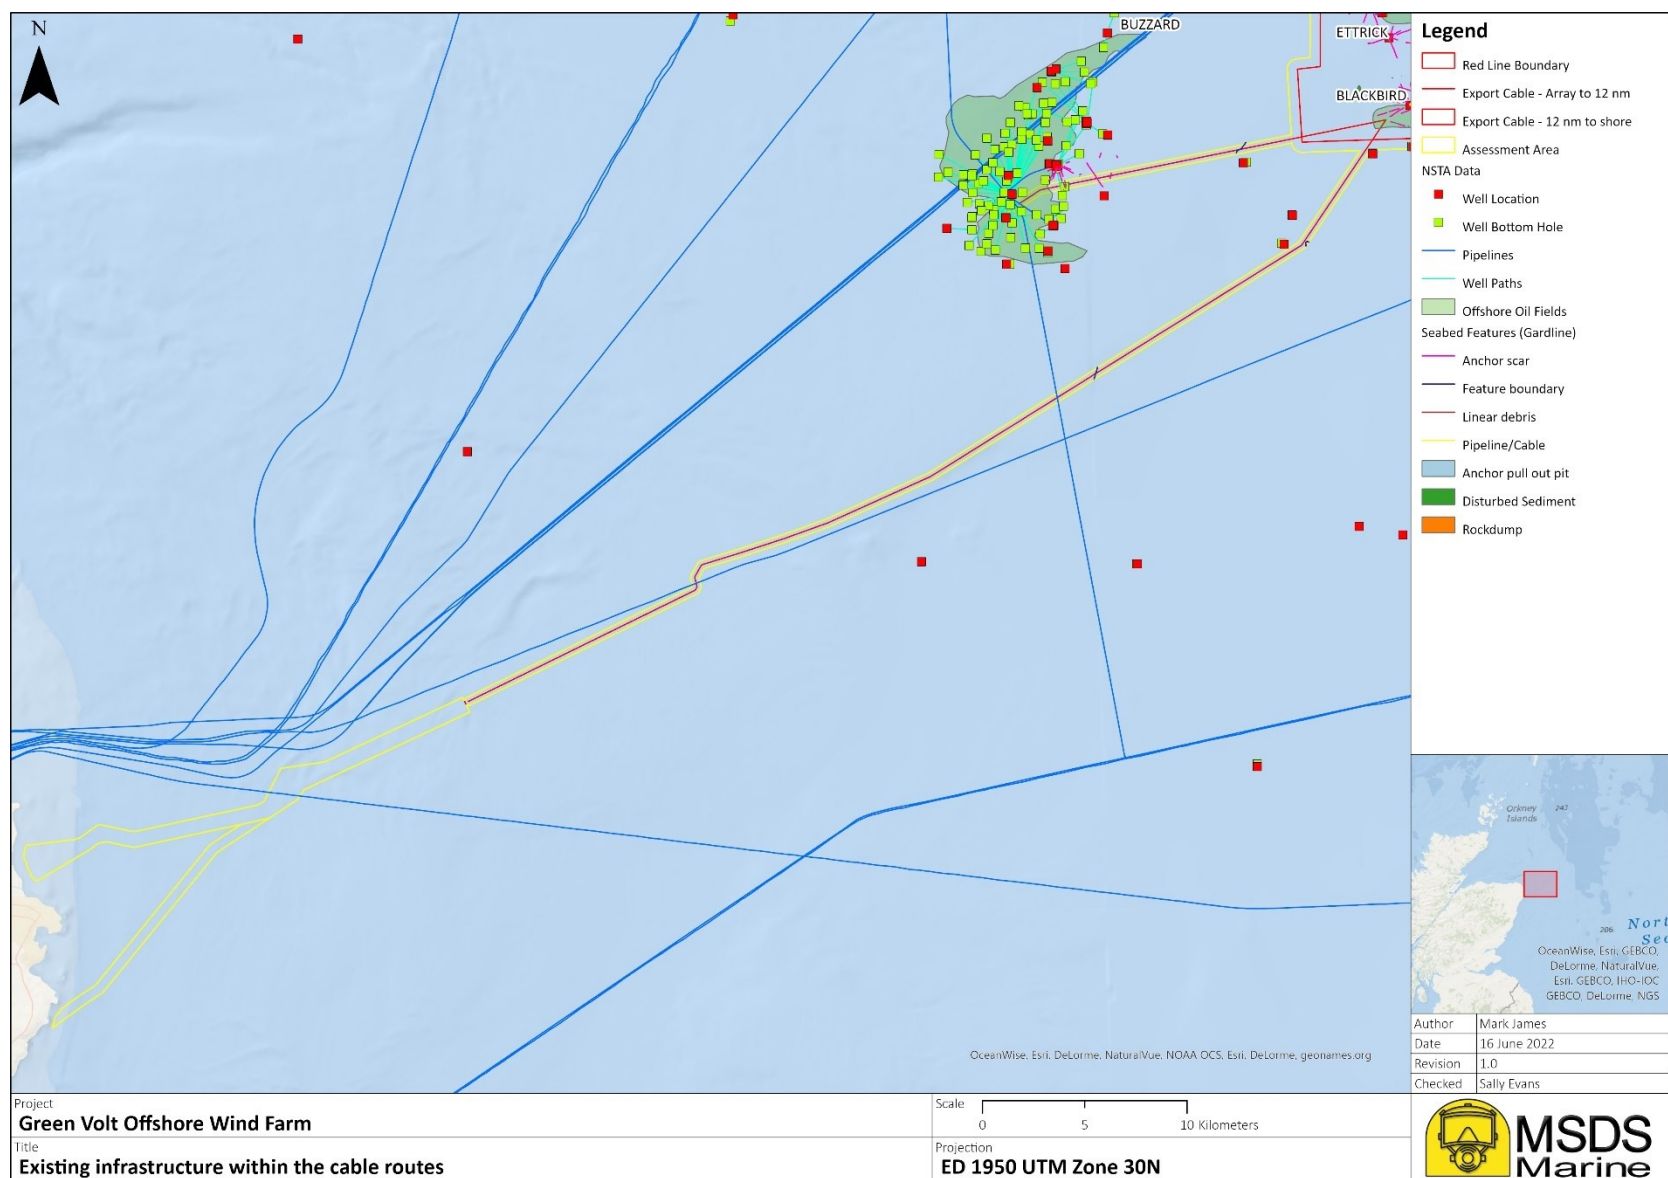 N
BUZZARD
ETTRICK
BLACKBIRD
Legend
Red Line Boundary
Export Cable - Array to 12 nm
Export Cable - 12 nm to shore
Assessment Area
NSTA Data
Well Location
Well Bottom Hole
Pipelines
Well Paths
Offshore Oil Fields
Seabed Features (Gardline)
Anchor scar
Feature boundary
Linear debris
Pipeline/Cable
Anchor pull out pit
Disturbed Sediment
Rockdump
Orkney
Islands
241
206
Nort
Sec
OceanWise, Esri, GEBCO,
DeLorme, NaturalVue,
Esri, GEBCO, IHO-IOC
GEBCO, DeLorme, NGS
OceanWise, Esri, DeLorme, NaturalVue, NOAA OCS, Esri, DeLorme, geonames.org
Author Mark James
Date 16 June 2022
Revision 1.0
Checked Sally Evans
Project
Green Volt Offshore Wind Farm
Title
Existing infrastructure within the cable routes
Scale
0 5 10 Kilometers
Projection
ED 1950 UTM Zone 30N
MSDS
Marine